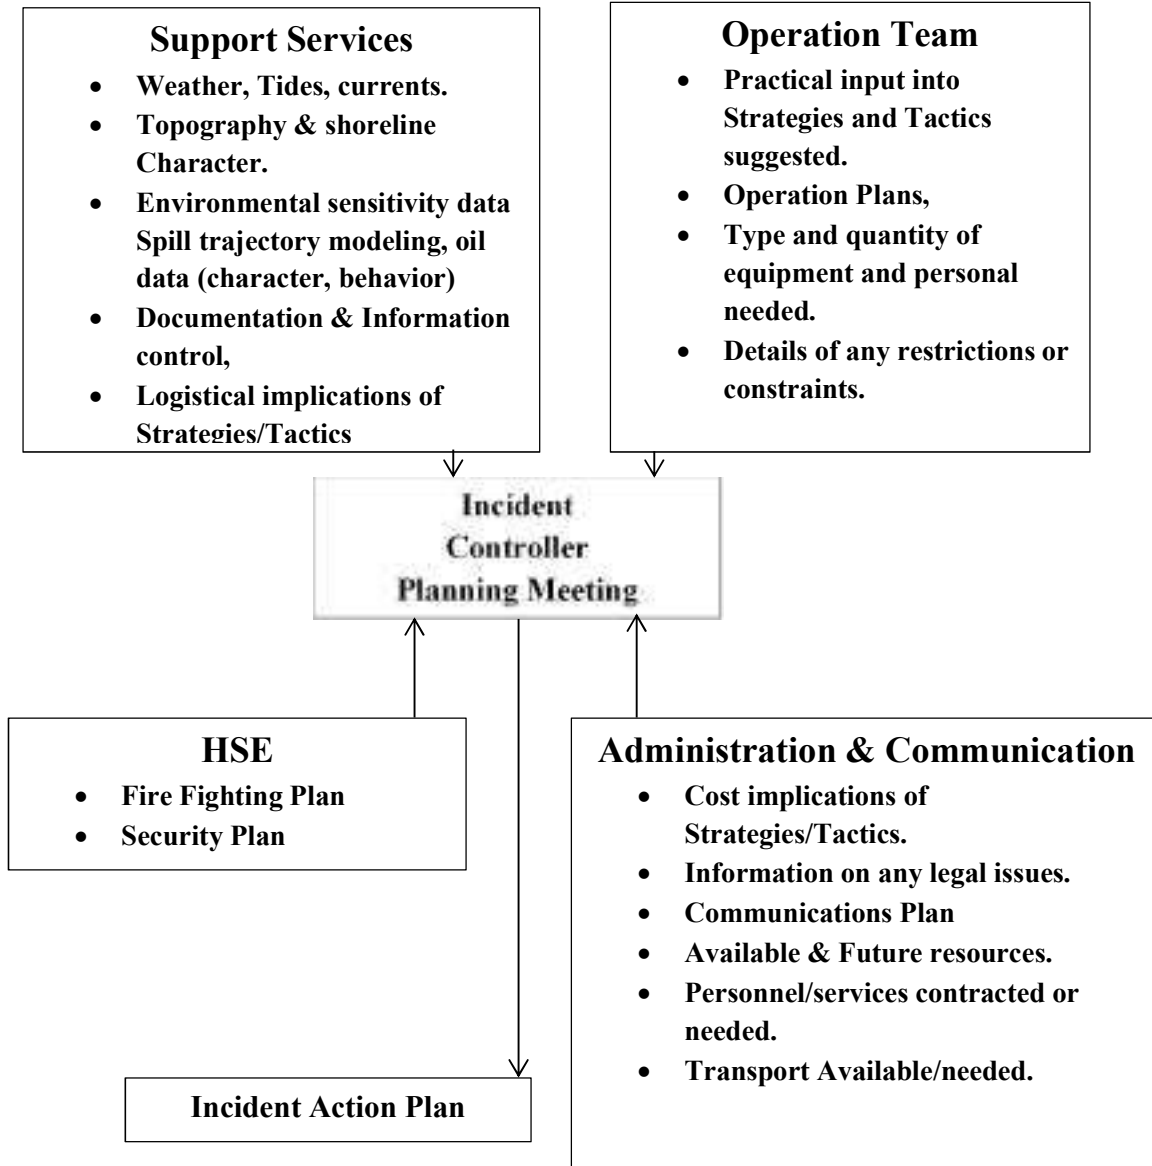 Support Services
• Weather, Tides, currents.
• Topography & shoreline
Character.
• Environmental sensitivity data
Spill trajectory modeling, oil
data (character, behavior)
• Documentation & Information
control,
• Logistical implications of
Strategies/Tactics
Operation Team
• Practical input into
Strategies and Tactics
suggested.
• Operation Plans,
• Type and quantity of
equipment and personal
needed.
• Details of any restrictions or
constraints.
Incident
Controller
Planning Meeting
HSE
• Fire Fighting Plan
• Security Plan
Administration & Communication
• Cost implications of
Strategies/Tactics.
• Information on any legal issues.
• Communications Plan
• Available & Future resources.
• Personnel/services contracted or
needed.
• Transport Available/needed.
Incident Action Plan